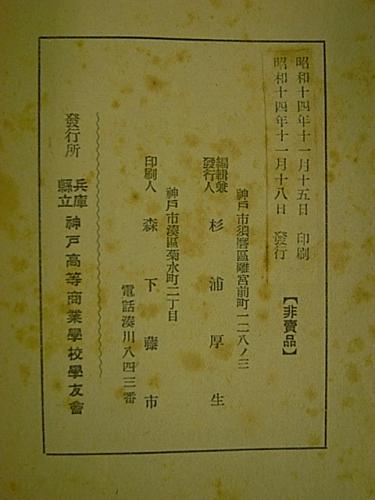 昭和十四年十一月十五日 印刷
昭和十四年十一月十八日 發行
【非賣品】
神戸市須磨區離宮前町一二八ノ三
編輯兼
發行人
杉浦厚生
神戸市湊區菊水町二丁目
印刷人 森下藤市
電話湊川八四三番
發行所
兵庫
縣立
神戸高等商業學校學友會